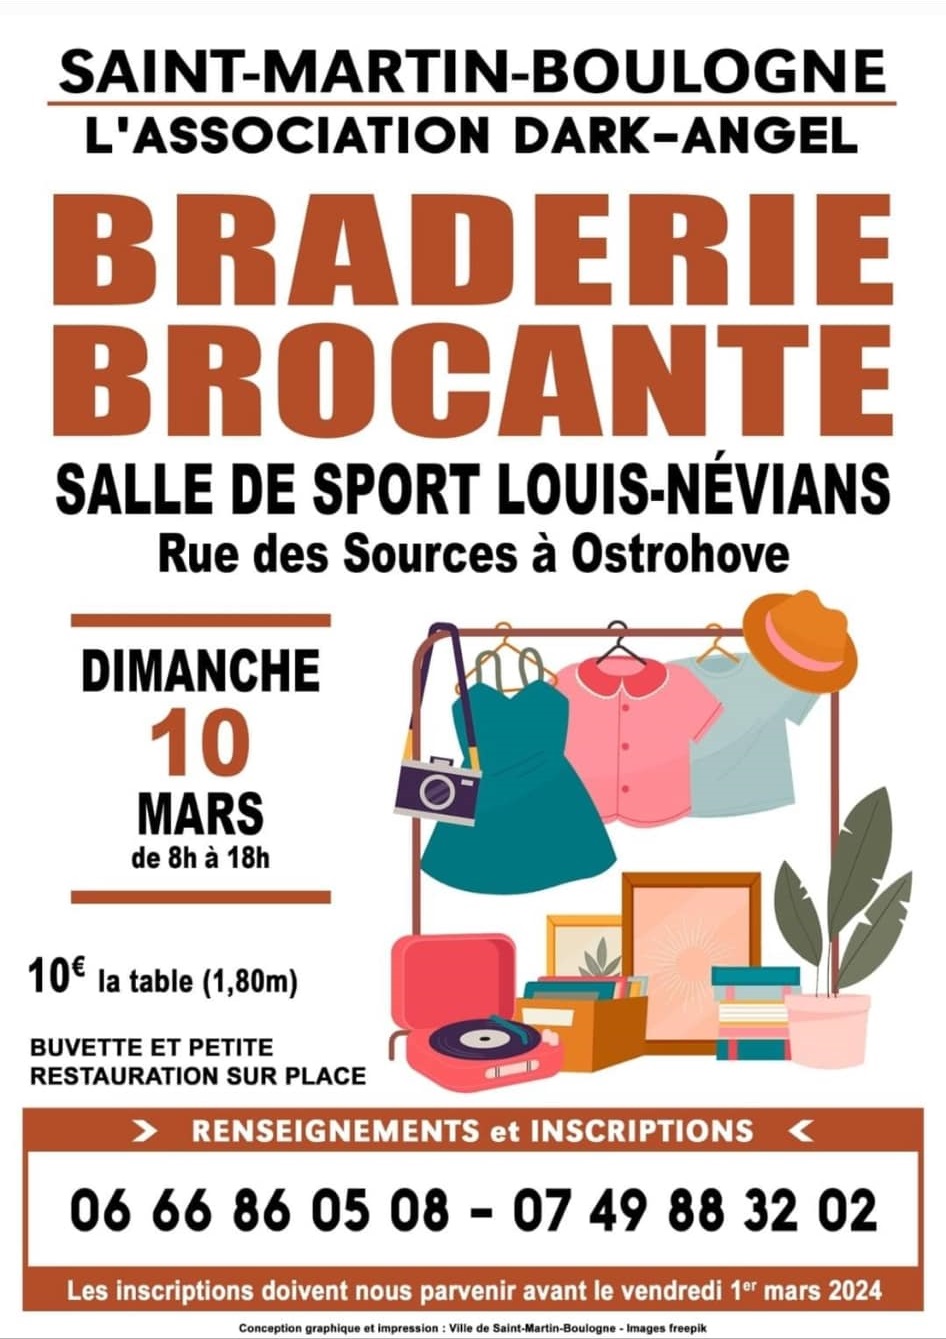 SAINT-MARTIN-BOULOGNE
L'ASSOCIATION DARK-ANGEL
BRADERIE
BROCANTE
SALLE DE SPORT LOUIS-NÉVIANS
Rue des Sources à Ostrohove
DIMANCHE
10
MARS
de 8h à 18h
10€ la table (1,80m)
BUVETTE ET PETITE
RESTAURATION SUR PLACE
> RENSEIGNEMENTS et INSCRIPTIONS <
06 66 86 05 08 - 07 49 88 32 02
Les inscriptions doivent nous parvenir avant le vendredi 1er mars 2024
Conception graphique et impression : Ville de Saint-Martin-Boulogne - Images freepik